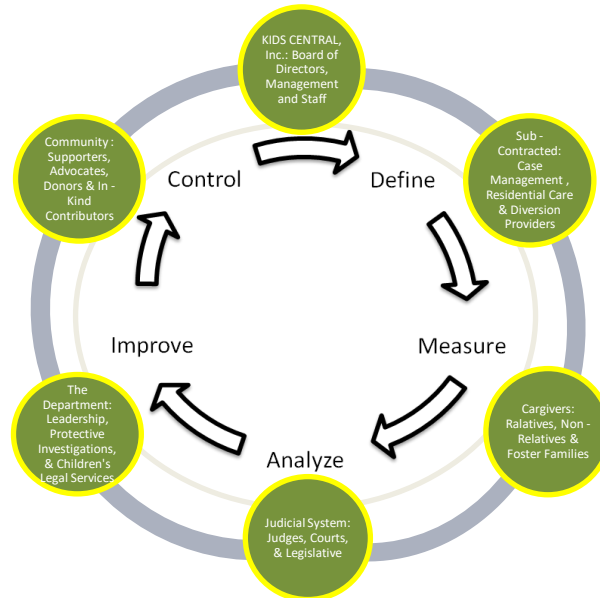 KIDS CENTRAL,
Inc.: Board of
Directors,
Management
and Staff
Sub -
Contracted:
Case
Management ,
Residential Care
& Diversion
Providers
Cargivers:
Ralatives, Non -
Relatives &
Foster Families
Judicial System:
Judges, Courts,
& Legislative
The
Department:
Leadership,
Protective
Investigations,
& Children's
Legal Services
Community :
Supporters,
Advocates,
Donors & In -
Kind
Contributors
Define
Measure
Analyze
Improve
Control